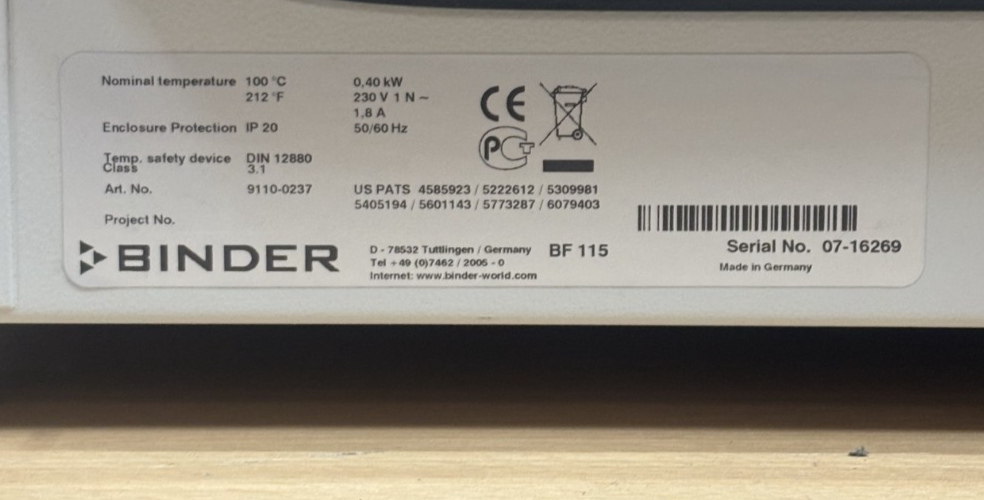 Nominal temperature 100 °C 0,40 kW
212 °F 230 V 1 N ~
1,8 A
Enclosure Protection IP 20 50/60 Hz
Temp. safety device DIN 12880
Class 3.1
Art. No. 9110-0237 US PATS 4585923 / 5222612 / 5309981
5405194 / 5601143 / 5773287 / 6079403
Project No.
CE
PCT
BINDER
D - 78532 Tuttlingen / Germany BF 115
Tel + 49 (0)7462 / 2005 - 0
Internet: www.binder-world.com
Serial No. 07-16269
Made in Germany